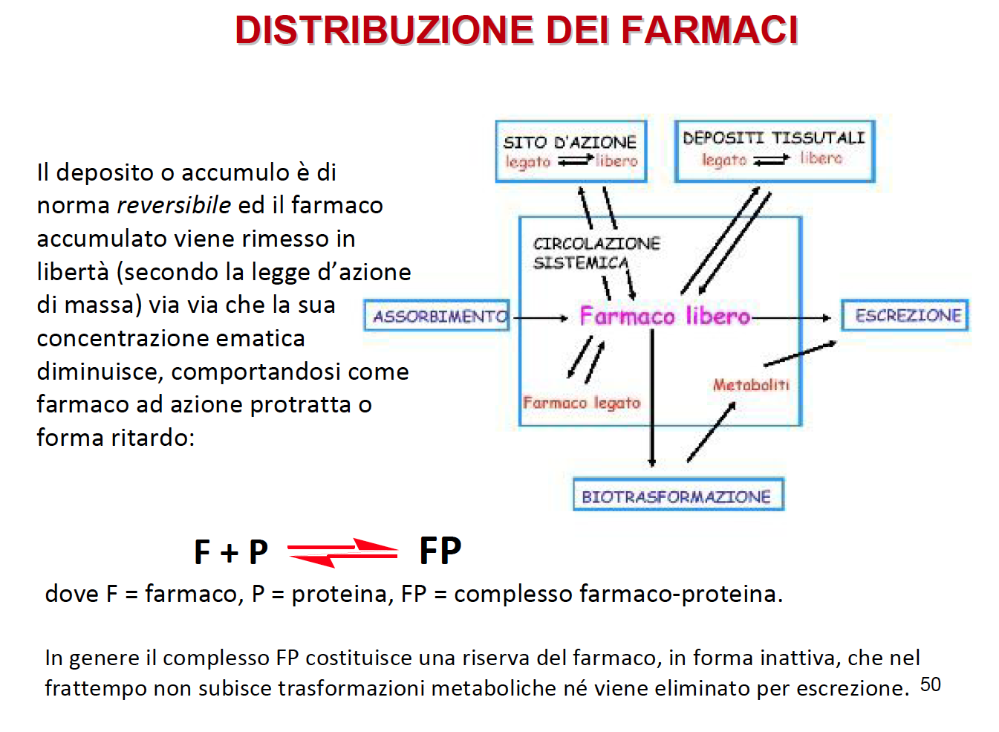 DISTRIBUZIONE DEI FARMACI
Il deposito o accumulo è di
norma reversibile ed il farmaco
accumulato viene rimesso in
libertà (secondo la legge d’azione
di massa) via via che la sua
concentrazione ematica
diminuisce, comportandosi come
farmaco ad azione protratta o
forma ritardo:
SITO D'AZIONE
legato libero
DEPOSITI TISSUTALI
legato libero
CIRCOLAZIONE
SISTEMICA
ASSORBIMENTO
Farmaco libero
ESCREZIONE
Metaboliti
Farmaco legato
BIOTRASFORMAZIONE
F + P ⇌ FP
dove F = farmaco, P = proteina, FP = complesso farmaco-proteina.
In genere il complesso FP costituisce una riserva del farmaco, in forma inattiva, che nel
frattempo non subisce trasformazioni metaboliche né viene eliminato per escrezione.
50